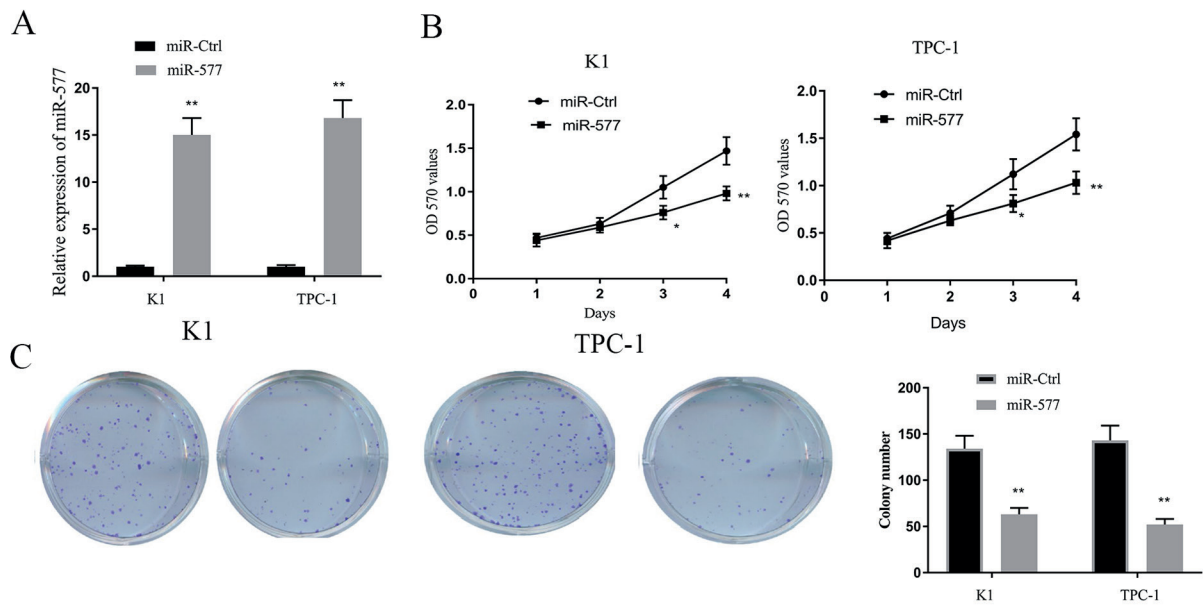 A
miR-Ctrl
miR-577
Relative expression of miR-577
20
15
10
5
0
**
**
K1
TPC-1
B
K1
miR-Ctrl
miR-577
OD 570 values
2.0
1.5
1.0
0.5
0.0
*
**
0
1
2
3
4
Days
TPC-1
miR-Ctrl
miR-577
OD 570 values
2.0
1.5
1.0
0.5
0.0
*
**
0
1
2
3
4
Days
C
K1
TPC-1
miR-Ctrl
miR-577
Colony number
200
150
100
50
0
**
**
K1
TPC-1